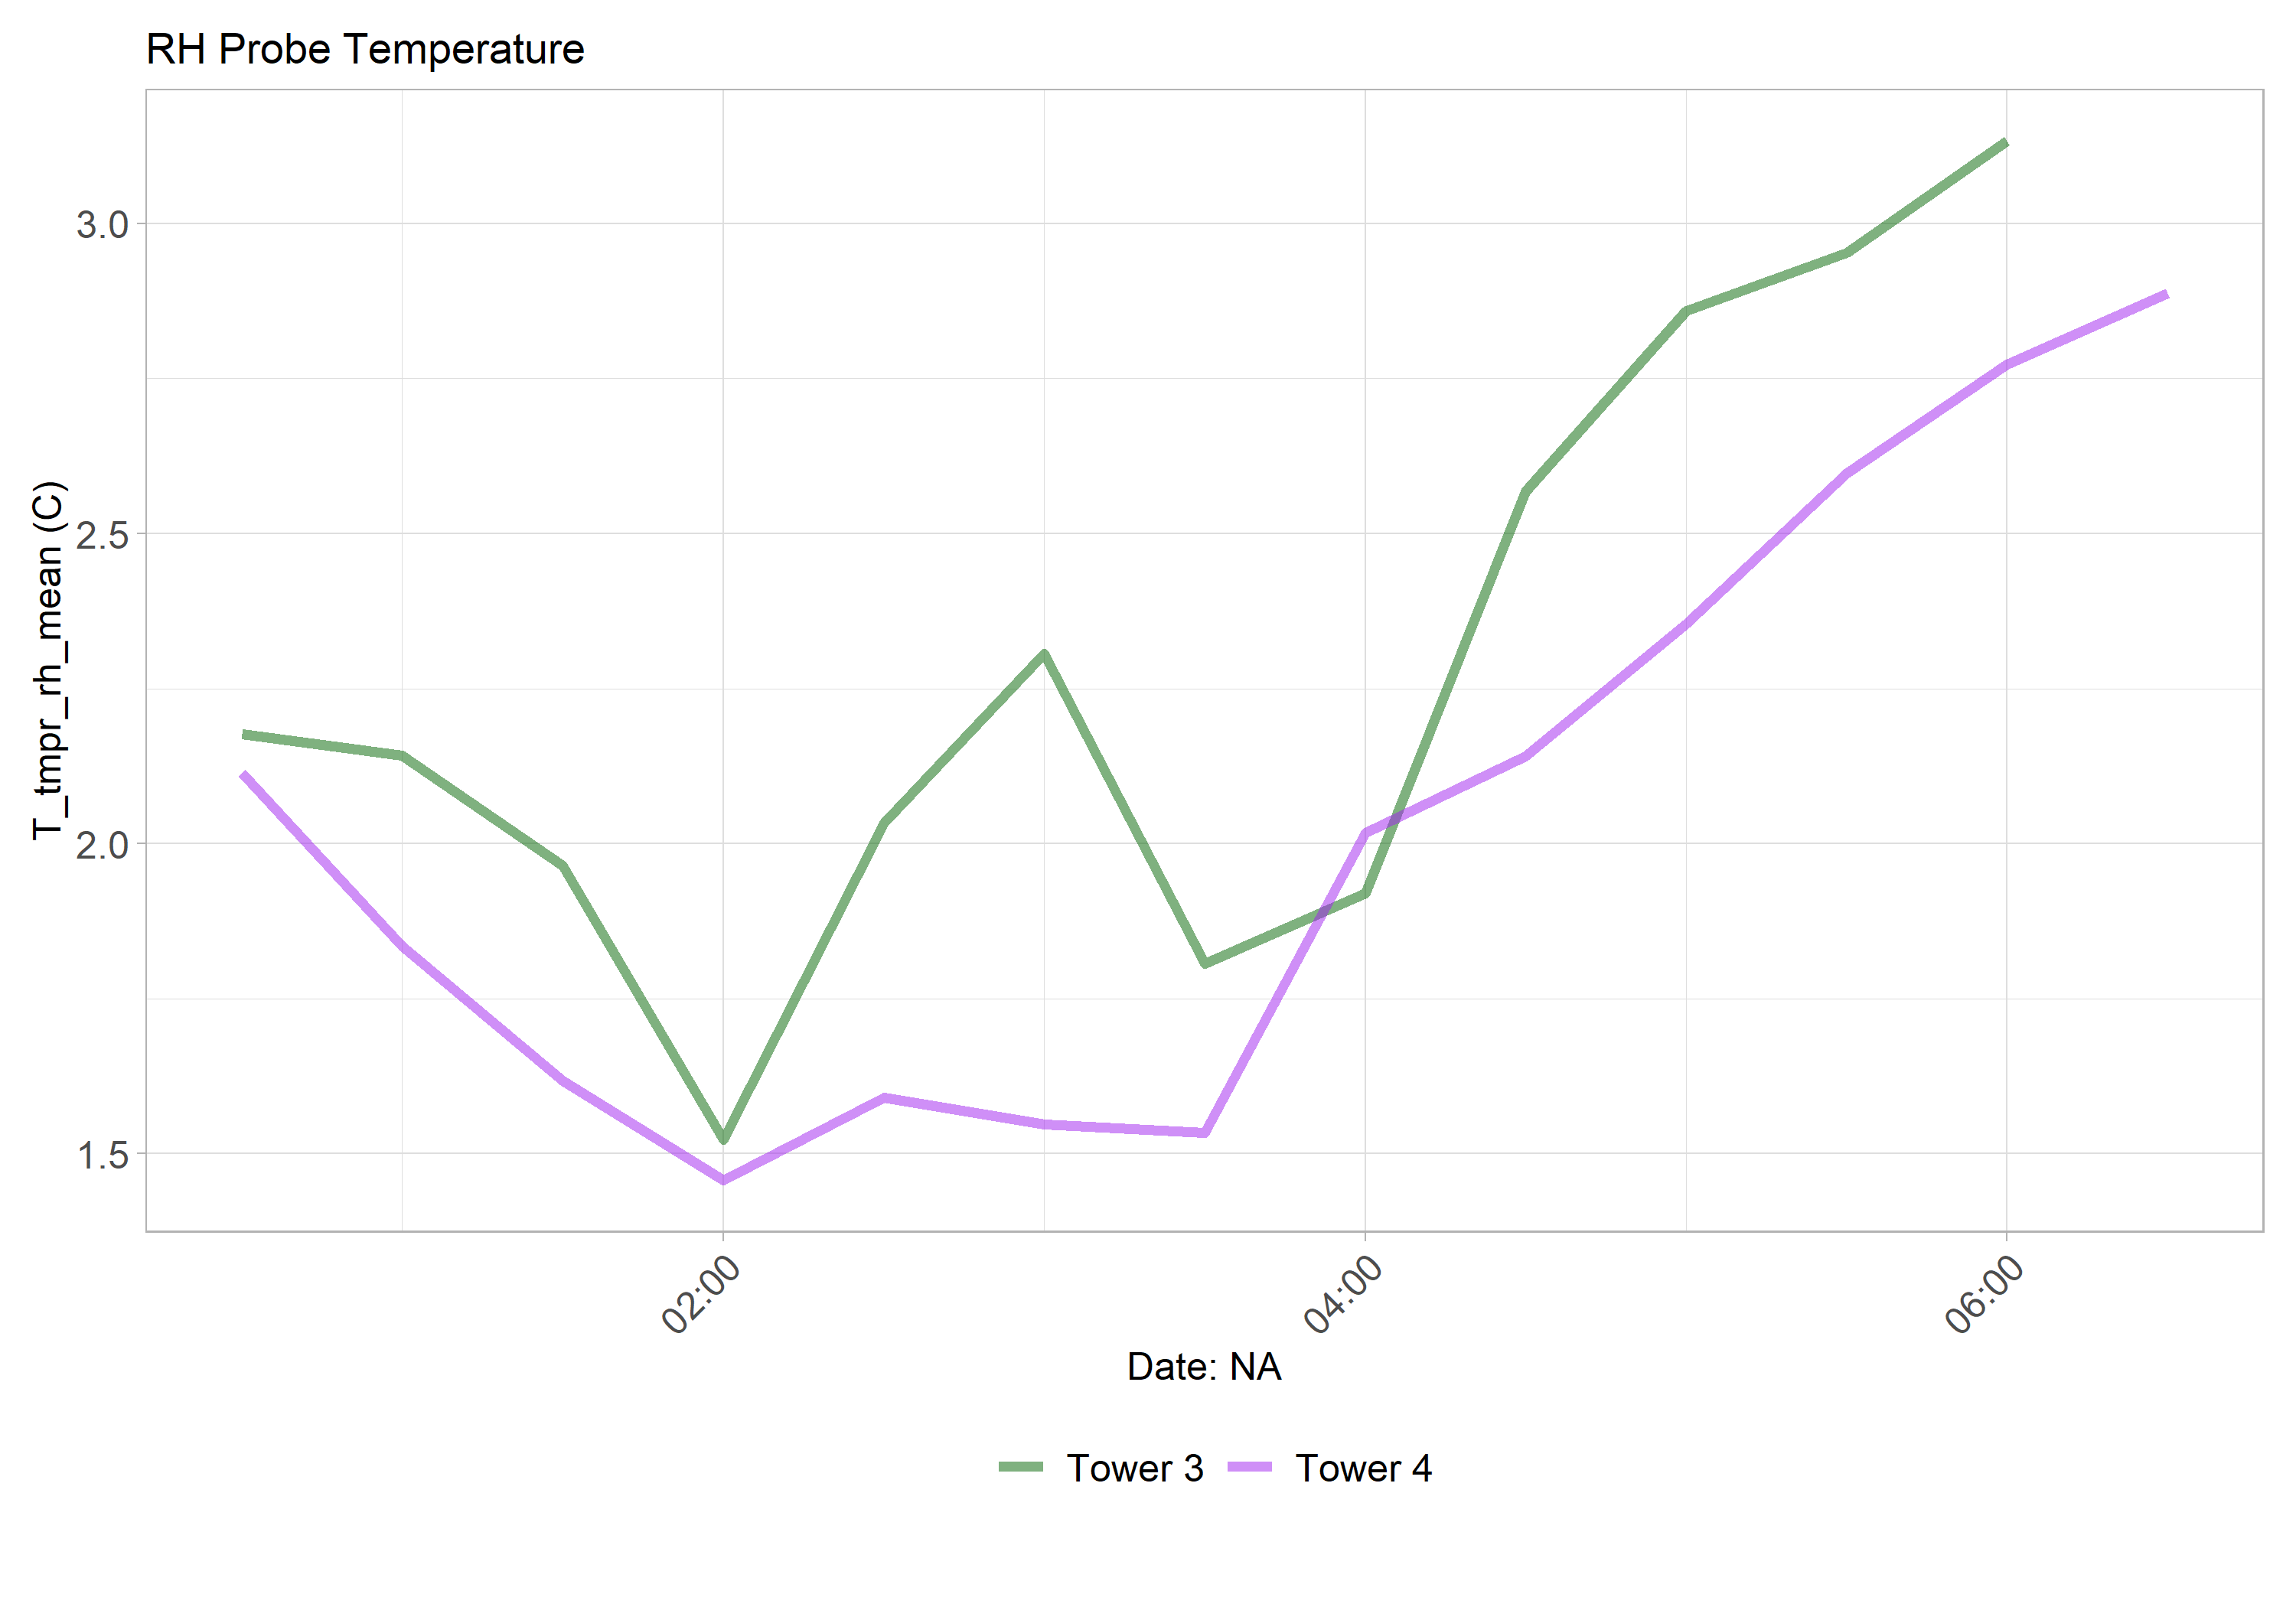 RH Probe Temperature
T_tmpr_rh_mean (C)
3.0
2.5
2.0
1.5
02:00
04:00
06:00
Date: NA
Tower 3
Tower 4